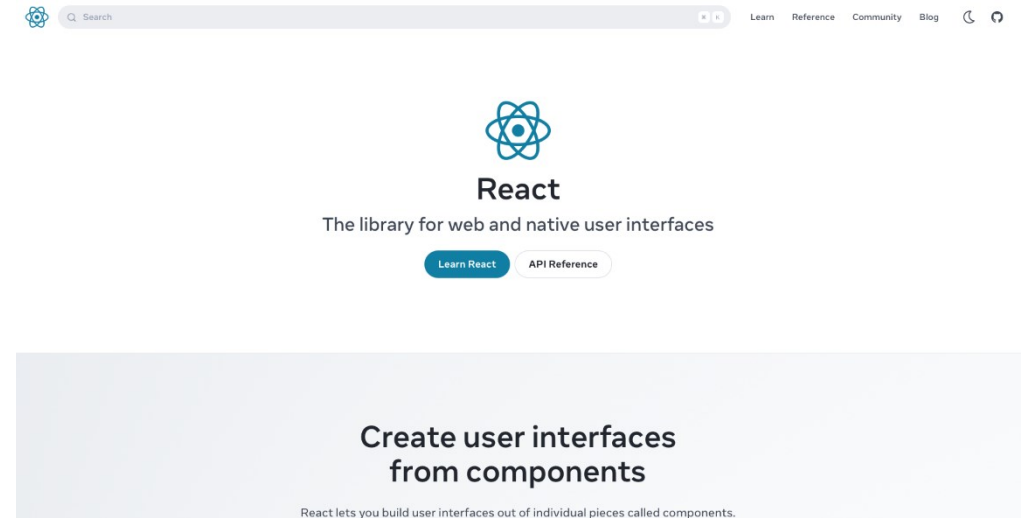 Search ⌘ K Learn Reference Community Blog
React
The library for web and native user interfaces
Learn React API Reference
Create user interfaces
from components
React lets you build user interfaces out of individual pieces called components.